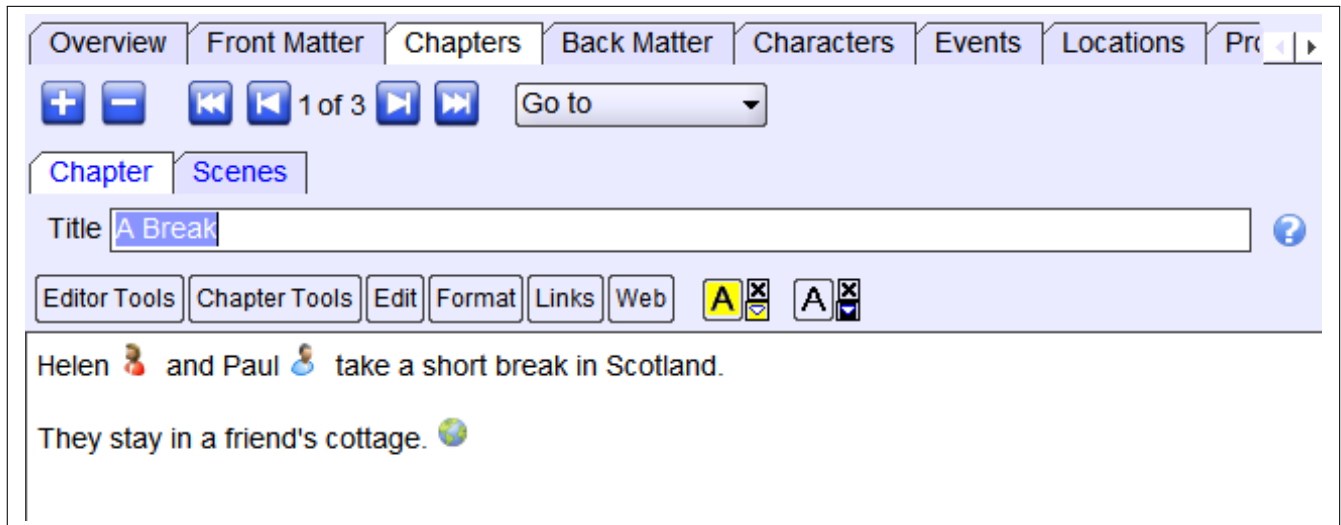 Overview Front Matter Chapters Back Matter Characters Events Locations Pro
1 of 3 Go to
Chapter Scenes
Title A Break ?
Editor Tools Chapter Tools Edit Format Links Web A A
Helen and Paul take a short break in Scotland.
They stay in a friend's cottage.